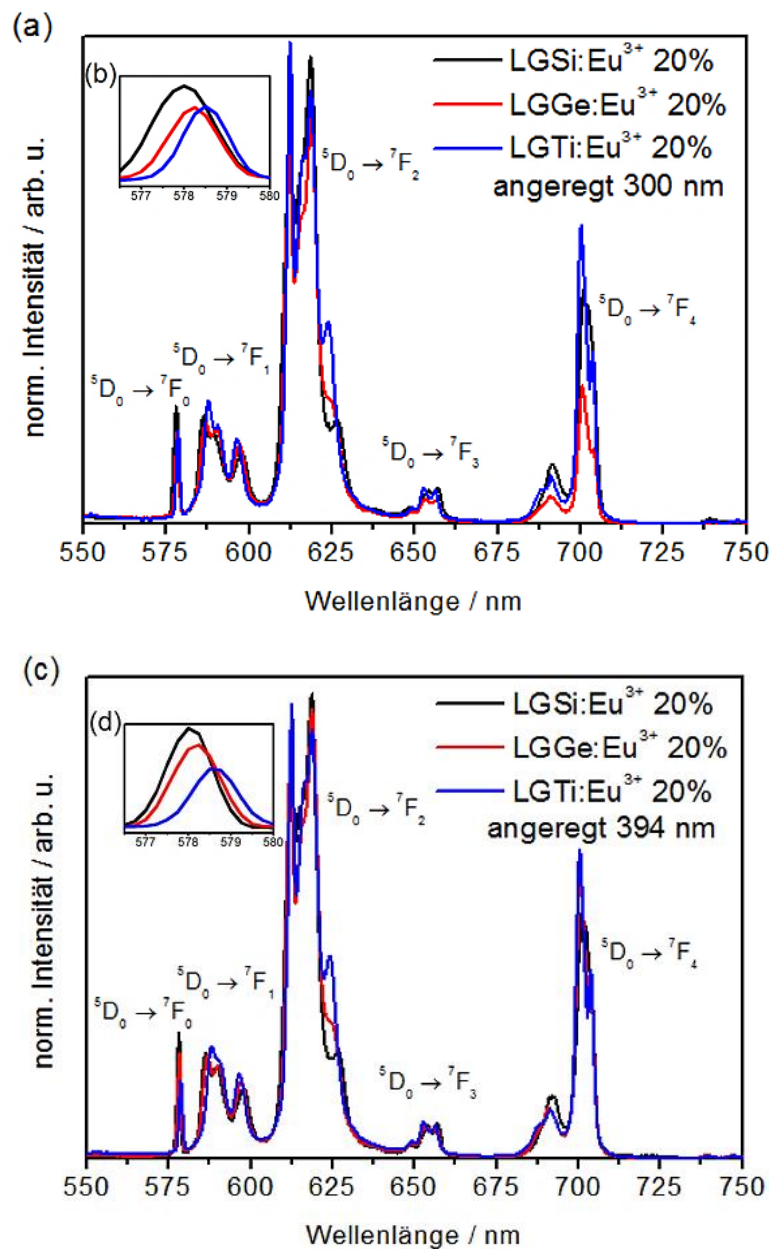 (a)
LGSi:Eu³⁺ 20%
LGGe:Eu³⁺ 20%
LGTi:Eu³⁺ 20%
angeregt 300 nm
(b)
577 578 579 580
⁵D₀ → ⁷F₂
⁵D₀ → ⁷F₄
⁵D₀ → ⁷F₁
⁵D₀ → ⁷F₀
⁵D₀ → ⁷F₃
norm. Intensität / arb. u.
550 575 600 625 650 675 700 725 750
Wellenlänge / nm
(c)
LGSi:Eu³⁺ 20%
LGGe:Eu³⁺ 20%
LGTi:Eu³⁺ 20%
angeregt 394 nm
(d)
577 578 579 580
⁵D₀ → ⁷F₂
⁵D₀ → ⁷F₄
⁵D₀ → ⁷F₁
⁵D₀ → ⁷F₀
⁵D₀ → ⁷F₃
norm. Intensität / arb. u.
550 575 600 625 650 675 700 725 750
Wellenlänge / nm